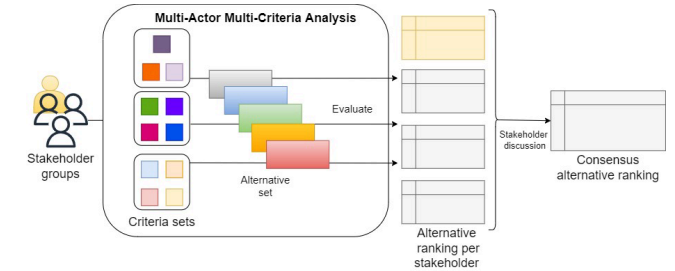 Multi-Actor Multi-Criteria Analysis
Stakeholder
groups
Criteria sets
Alternative
set
Evaluate
Alternative
ranking per
stakeholder
Stakeholder
discussion
Consensus
alternative ranking